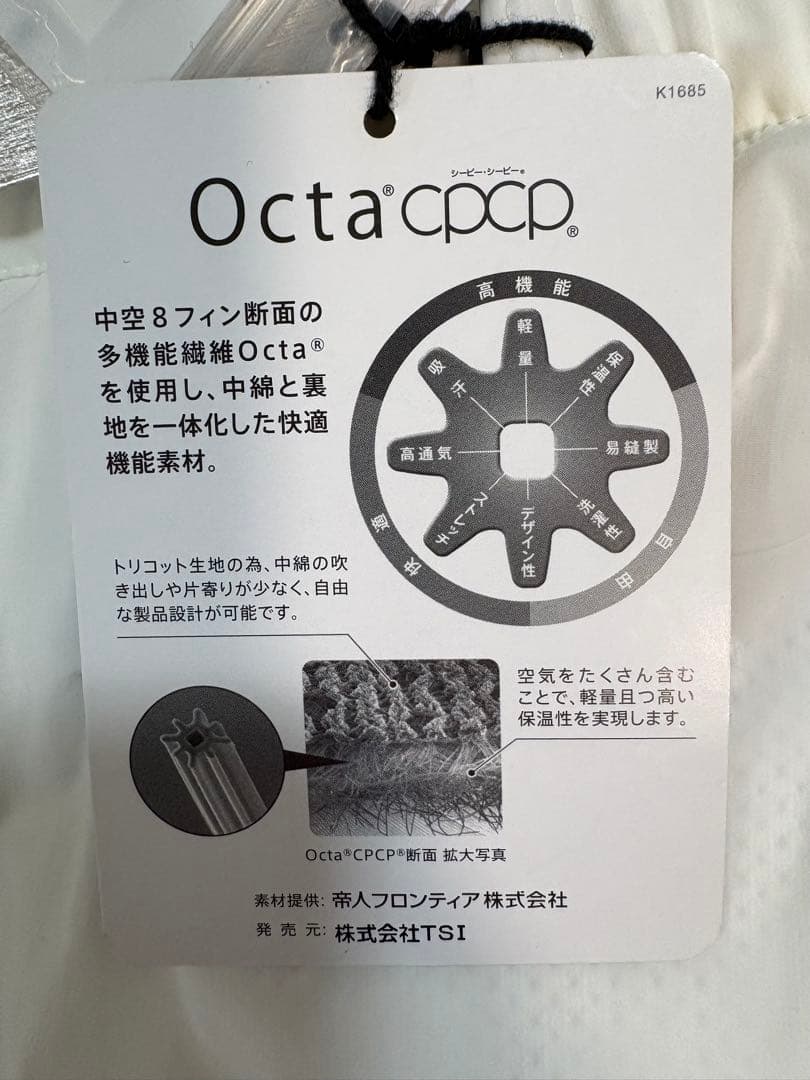 K1685
シーピー・シーピー®
Octa® CPCP®
中空8フィン断面の
多機能繊維Octa®
を使用し、中綿と裏
地を一体化した快適
機能素材。
高機能
軽量
保温性
吸汗
高通気
易縫製
ストレッチ
デザイン性
洗濯性
快適
自由
トリコット生地の為、中綿の吹
き出しや片寄りが少なく、自由
な製品設計が可能です。
空気をたくさん含む
ことで、軽量且つ高い
保温性を実現します。
Octa®CPCP®断面 拡大写真
素材提供: 帝人フロンティア株式会社
発売元: 株式会社TSI